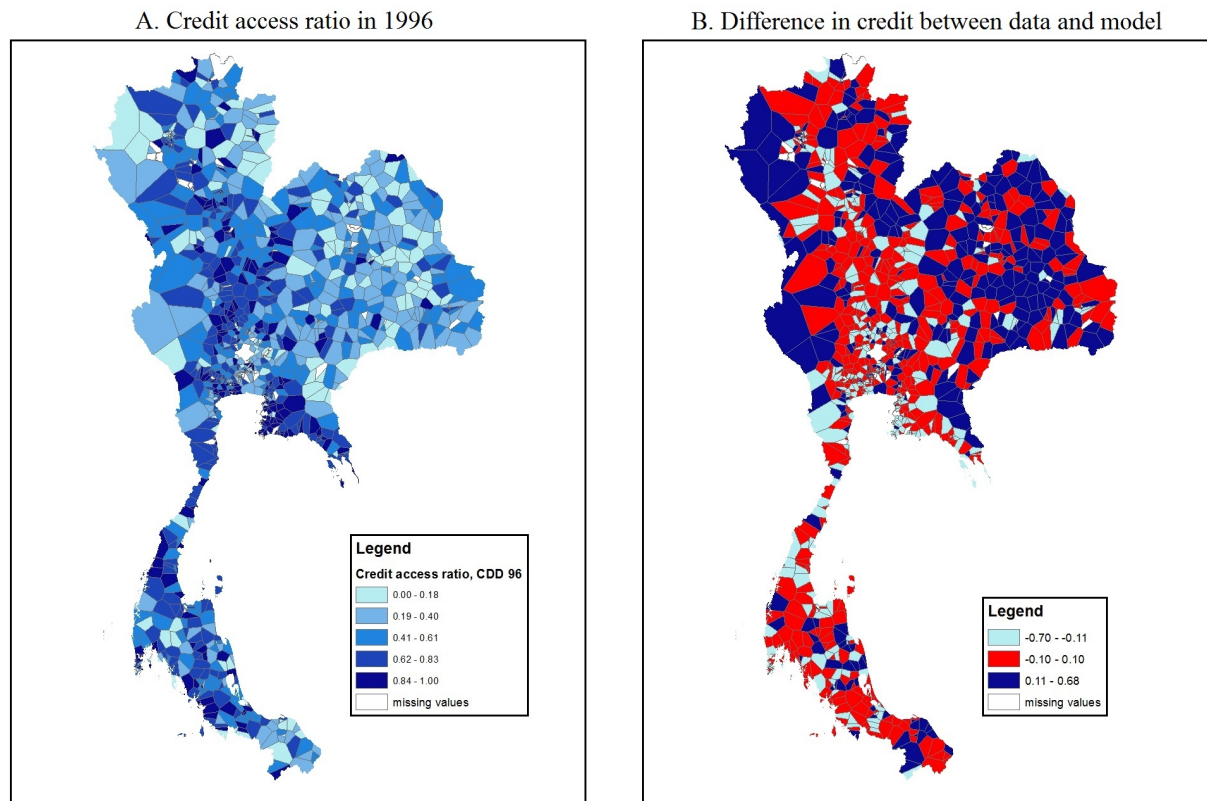 A. Credit access ratio in 1996
Legend
Credit access ratio, CDD 96
0.00 - 0.18
0.19 - 0.40
0.41 - 0.61
0.62 - 0.83
0.84 - 1.00
missing values
B. Difference in credit between data and model
Legend
-0.70 - -0.11
-0.10 - 0.10
0.11 - 0.68
missing values